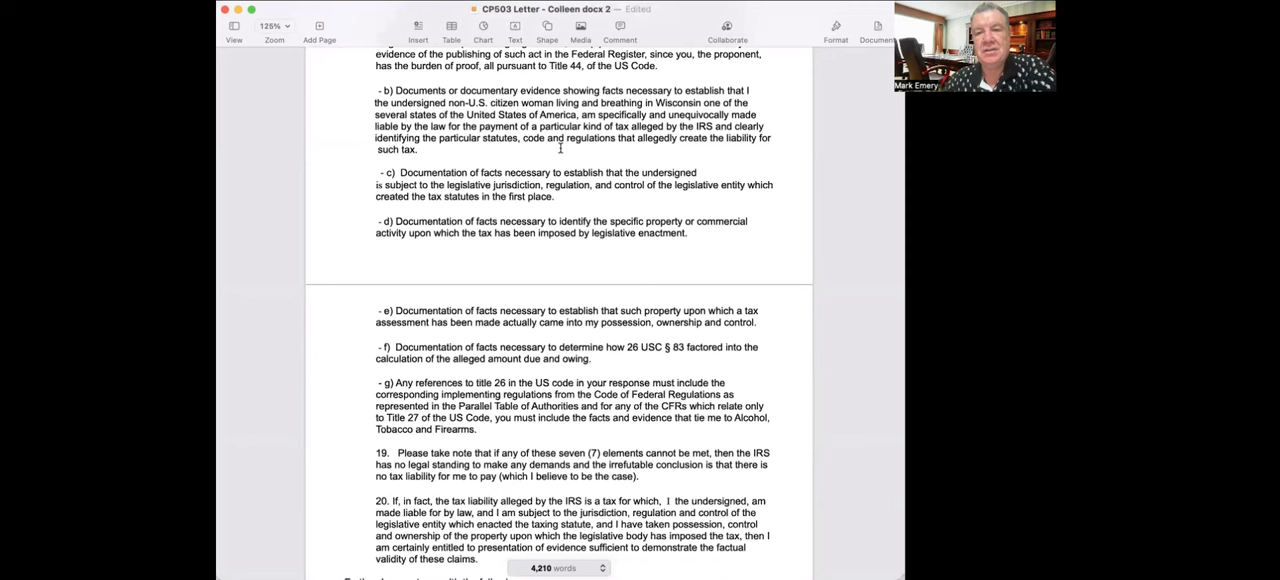 CP503 Letter - Colleen docx 2 — Edited
125%
View
Zoom
Add Page
Insert
Table
Chart
Text
Shape
Media
Comment
Collaborate
Format
Document
Mark Emery
evidence of the publishing of such act in the Federal Register, since you, the proponent,
has the burden of proof, all pursuant to Title 44, of the US Code.
- b) Documents or documentary evidence showing facts necessary to establish that I
the undersigned non-U.S. citizen woman living and breathing in Wisconsin one of the
several states of the United States of America, am specifically and unequivocally made
liable by the law for the payment of a particular kind of tax alleged by the IRS and clearly
identifying the particular statutes, code and regulations that allegedly create the liability for
such tax.
- c) Documentation of facts necessary to establish that the undersigned
is subject to the legislative jurisdiction, regulation, and control of the legislative entity which
created the tax statutes in the first place.
- d) Documentation of facts necessary to identify the specific property or commercial
activity upon which the tax has been imposed by legislative enactment.
- e) Documentation of facts necessary to establish that such property upon which a tax
assessment has been made actually came into my possession, ownership and control.
- f) Documentation of facts necessary to determine how 26 USC § 83 factored into the
calculation of the alleged amount due and owing.
- g) Any references to title 26 in the US code in your response must include the
corresponding implementing regulations from the Code of Federal Regulations as
represented in the Parallel Table of Authorities and for any of the CFRs which relate only
to Title 27 of the US Code, you must include the facts and evidence that tie me to Alcohol,
Tobacco and Firearms.
19. Please take note that if any of these seven (7) elements cannot be met, then the IRS
has no legal standing to make any demands and the irrefutable conclusion is that there is
no tax liability for me to pay (which I believe to be the case).
20. If, in fact, the tax liability alleged by the IRS is a tax for which, I the undersigned, am
made liable for by law, and I am subject to the jurisdiction, regulation and control of the
legislative entity which enacted the taxing statute, and I have taken possession, control
and ownership of the property upon which the legislative body has imposed the tax, then I
am certainly entitled to presentation of evidence sufficient to demonstrate the factual
validity of these claims.
4,210 words